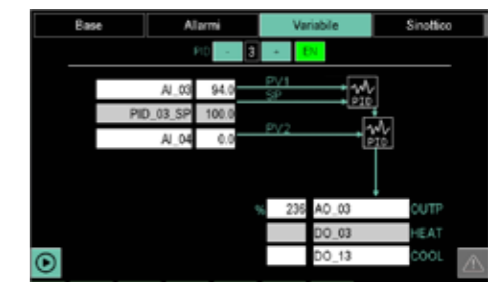 Base Allarmi Variabile Sinottico
PID - 3 + EN
AI_03 94.0 PV1
PID_03_SP 100.0 SP
PID
AI_04 0.0 PV2
PID
% 236 AO_03 OUTP
DO_03 HEAT
DO_13 COOL